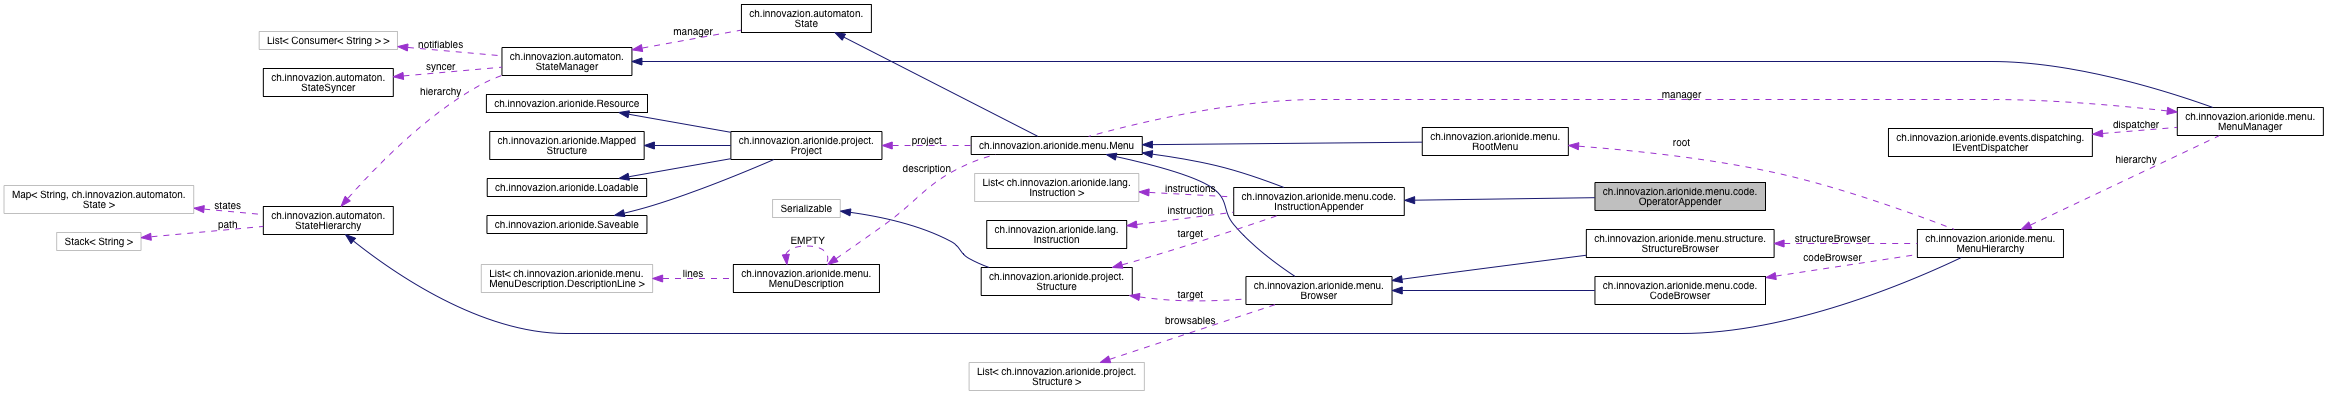 ch.innovazion.automaton.
State
manager
List< Consumer< String > >
notifiables
ch.innovazion.automaton.
StateManager
syncer
ch.innovazion.automaton.
StateSyncer
hierarchy
ch.innovazion.arionide.Resource
manager
ch.innovazion.arionide.menu.
MenuManager
dispatcher
ch.innovazion.arionide.events.dispatching.
IEventDispatcher
hierarchy
ch.innovazion.arionide.Mapped
Structure
ch.innovazion.arionide.project.
Project
project
ch.innovazion.arionide.menu.Menu
ch.innovazion.arionide.menu.
RootMenu
root
description
ch.innovazion.arionide.Loadable
List< ch.innovazion.arionide.lang.
Instruction >
instructions
ch.innovazion.arionide.menu.code.
InstructionAppender
ch.innovazion.arionide.menu.code.
OperatorAppender
Map< String, ch.innovazion.automaton.
State >
states
path
Stack< String >
ch.innovazion.automaton.
StateHierarchy
ch.innovazion.arionide.Saveable
Serializable
instruction
ch.innovazion.arionide.lang.
Instruction
target
EMPTY
ch.innovazion.arionide.menu.structure.
StructureBrowser
structureBrowser
ch.innovazion.arionide.menu.
MenuHierarchy
codeBrowser
List< ch.innovazion.arionide.menu.
MenuDescription.DescriptionLine >
lines
ch.innovazion.arionide.menu.
MenuDescription
ch.innovazion.arionide.project.
Structure
target
ch.innovazion.arionide.menu.
Browser
ch.innovazion.arionide.menu.code.
CodeBrowser
browsables
List< ch.innovazion.arionide.project.
Structure >